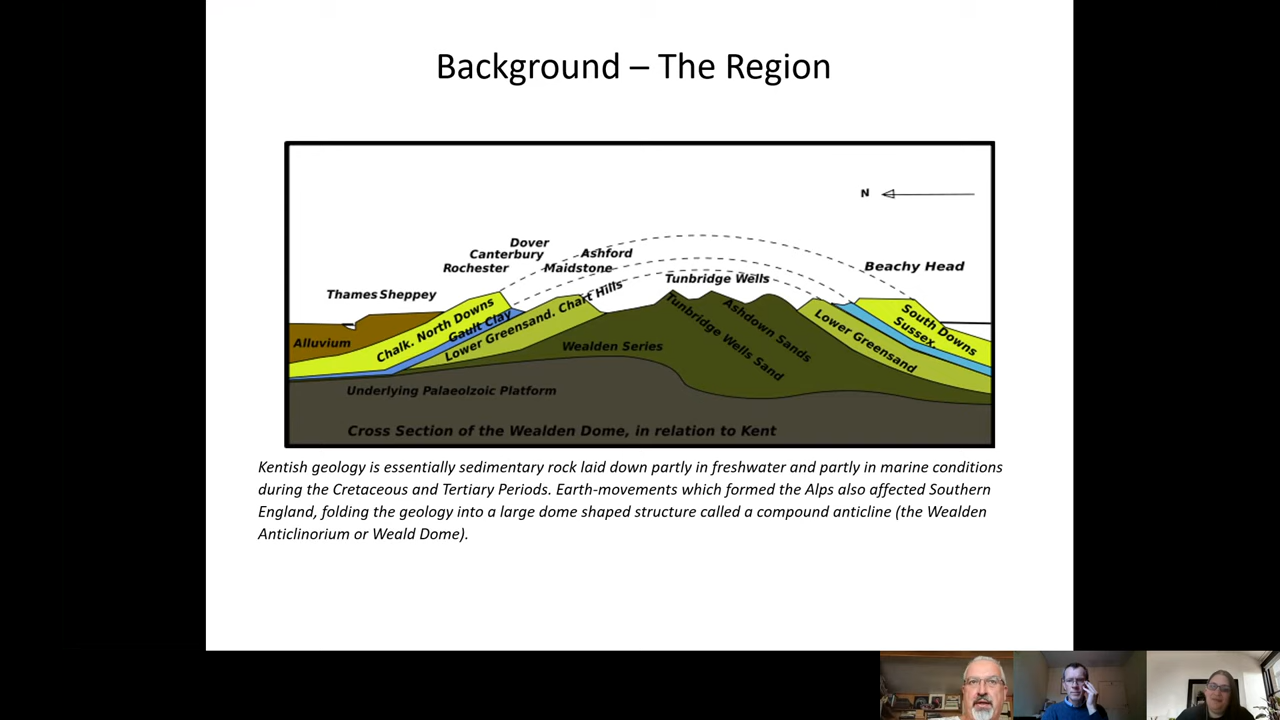 Background – The Region
N
Dover
Canterbury
Ashford
Rochester
Maidstone
Beachy Head
Tunbridge Wells
Thames Sheppey
Chalk. North Downs
Gault Clay
Lower Greensand. Chart Hills
Alluvium
Wealden Series
Tunbridge Wells Sand
Ashdown Sands
Lower Greensand
South Downs
Sussex
Underlying Palaeolzoic Platform
Cross Section of the Wealden Dome, in relation to Kent
Kentish geology is essentially sedimentary rock laid down partly in freshwater and partly in marine conditions
during the Cretaceous and Tertiary Periods. Earth-movements which formed the Alps also affected Southern
England, folding the geology into a large dome shaped structure called a compound anticline (the Wealden
Anticlinorium or Weald Dome).